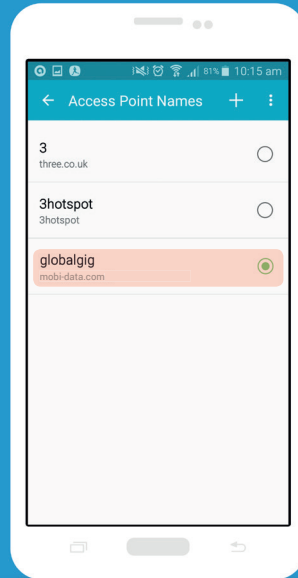 81% 10:15 am
Access Point Names
3
three.co.uk
3hotspot
3hotspot
globalgig
mobi-data.com